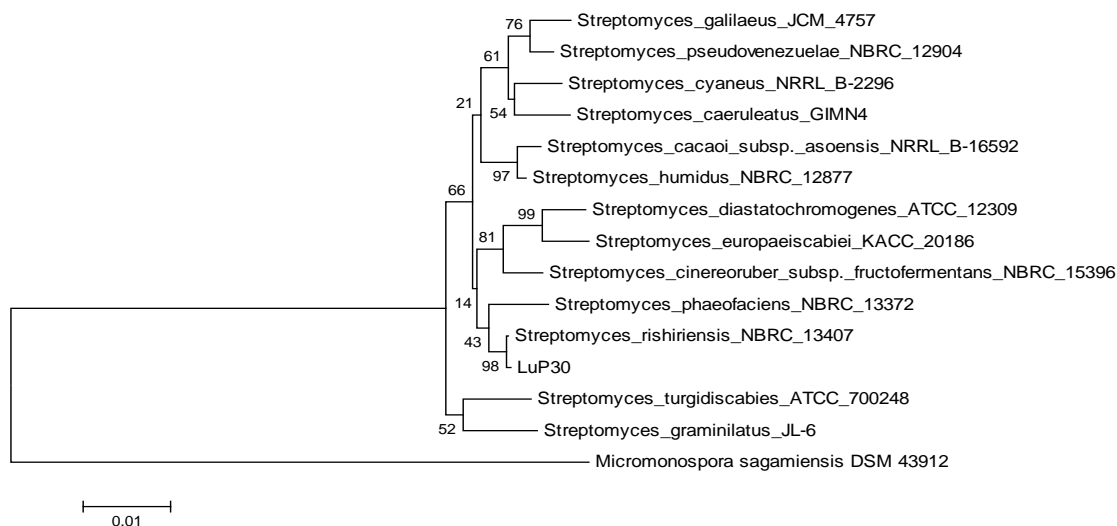 76
Streptomyces_galilaeus_JCM_4757
61
Streptomyces_pseudovenezuelae_NBRC_12904
Streptomyces_cyaneus_NRRL_B-2296
21
54
Streptomyces_caeruleatus_GIMN4
Streptomyces_cacaoi_subsp._asoensis_NRRL_B-16592
97
Streptomyces_humidus_NBRC_12877
66
Streptomyces_diastatochromogenes_ATCC_12309
99
81
Streptomyces_europaeiscabiei_KACC_20186
Streptomyces_cinereoruber_subsp._fructofermentans_NBRC_15396
14
Streptomyces_phaeofaciens_NBRC_13372
43
Streptomyces_rishiriensis_NBRC_13407
98
LuP30
Streptomyces_turgidiscabies_ATCC_700248
52
Streptomyces_graminilatus_JL-6
Micromonospora sagamiensis DSM 43912
0.01